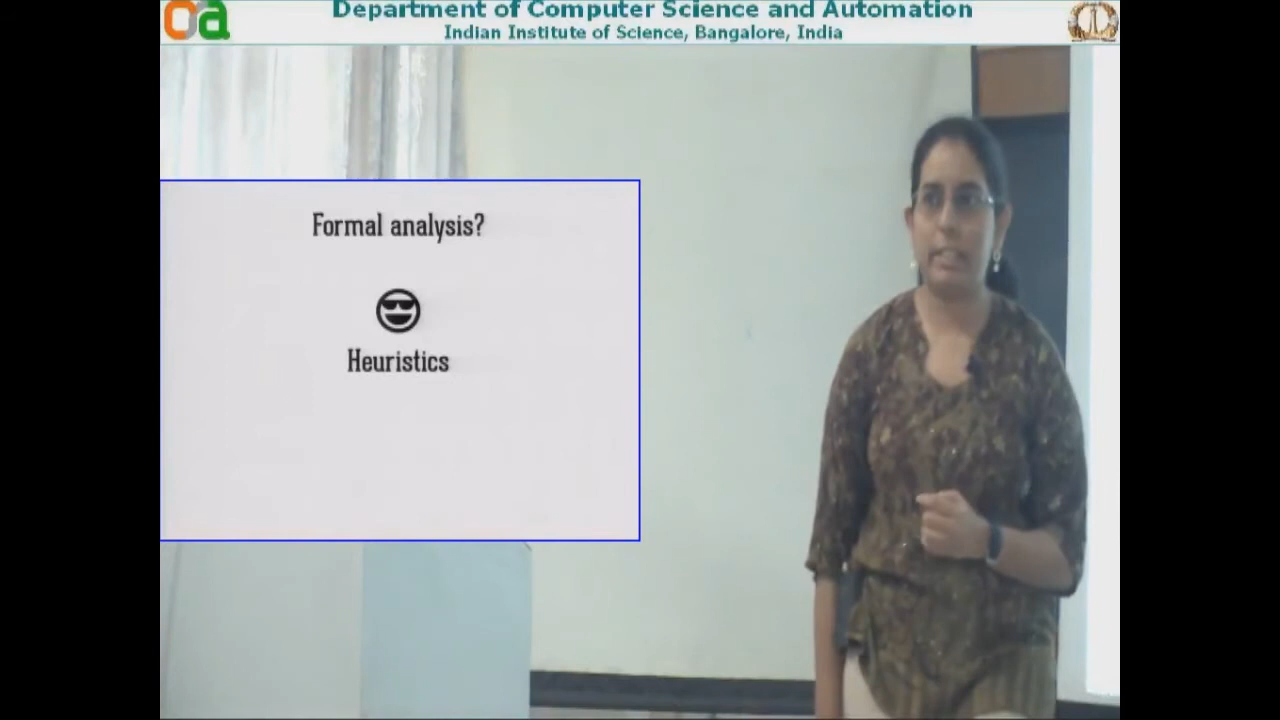 Department of Computer Science and Automation
Indian Institute of Science, Bangalore, India
Formal analysis?
Heuristics